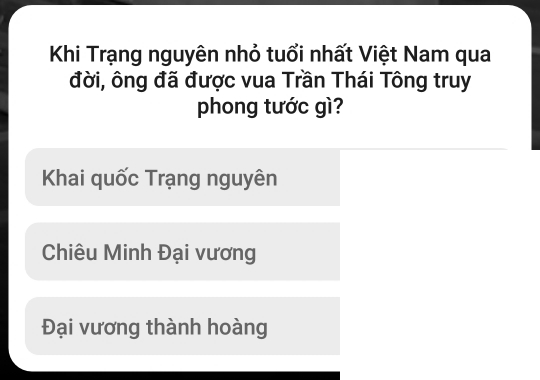 Khi Trạng nguyên nhỏ tuổi nhất Việt Nam qua
đời, ông đã được vua Trần Thái Tông truy
phong tước gì?
Khai quốc Trạng nguyên
Chiêu Minh Đại vương
Đại vương thành hoàng